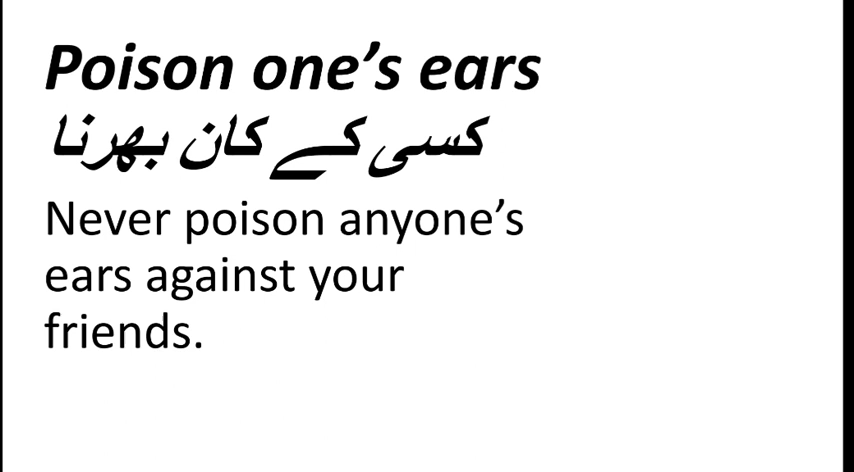 Poison one’s ears
کسی کے کان بھرنا
Never poison anyone’s
ears against your
friends.